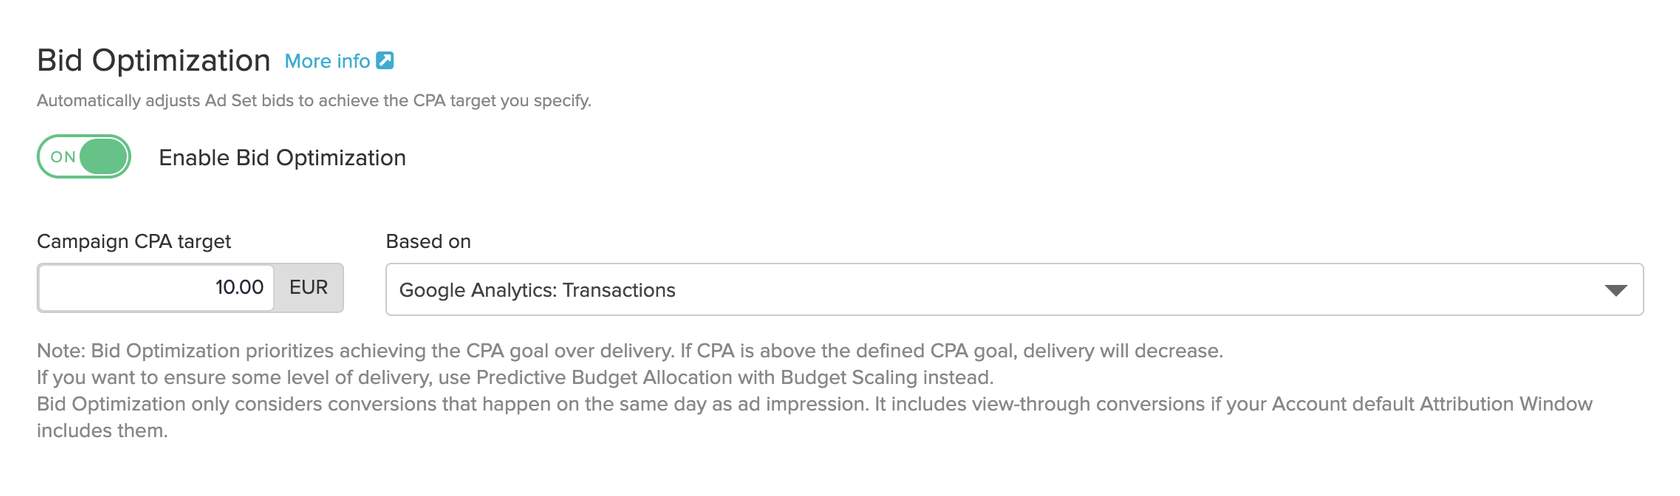 Bid Optimization More info
Automatically adjusts Ad Set bids to achieve the CPA target you specify.
ON Enable Bid Optimization
Campaign CPA target Based on
10.00 EUR Google Analytics: Transactions
Note: Bid Optimization prioritizes achieving the CPA goal over delivery. If CPA is above the defined CPA goal, delivery will decrease.
If you want to ensure some level of delivery, use Predictive Budget Allocation with Budget Scaling instead.
Bid Optimization only considers conversions that happen on the same day as ad impression. It includes view-through conversions if your Account default Attribution Window
includes them.